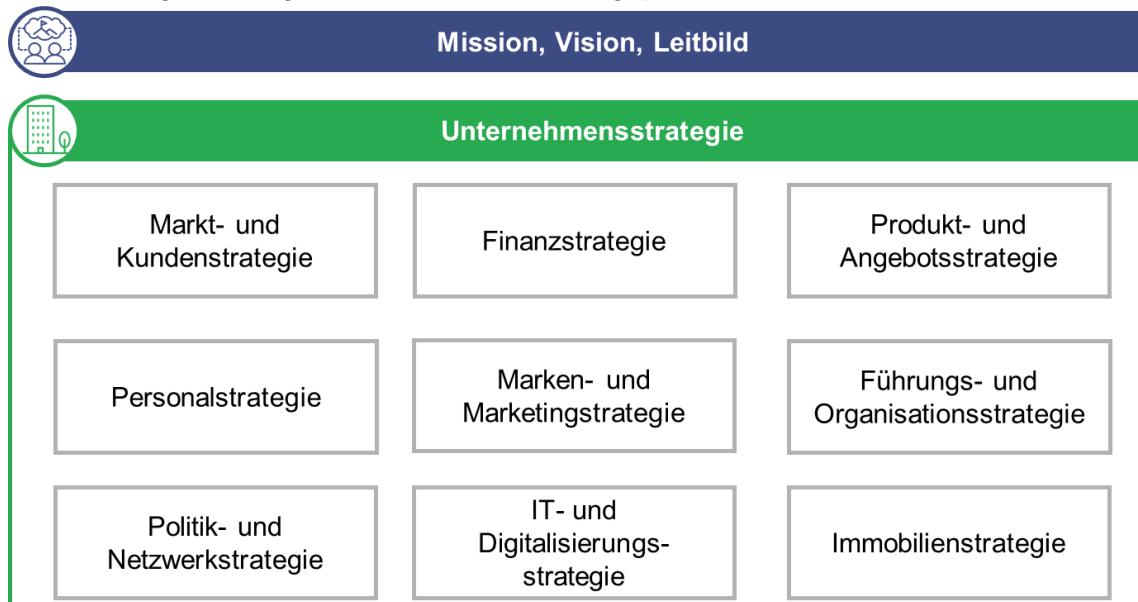 Mission, Vision, Leitbild
Unternehmensstrategie
Markt- und
Kundenstrategie
Finanzstrategie
Produkt- und
Angebotsstrategie
Personalstrategie
Marken- und
Marketingstrategie
Führungs- und
Organisationsstrategie
Politik- und
Netzwerkstrategie
IT- und
Digitalisierungs-
strategie
Immobilienstrategie